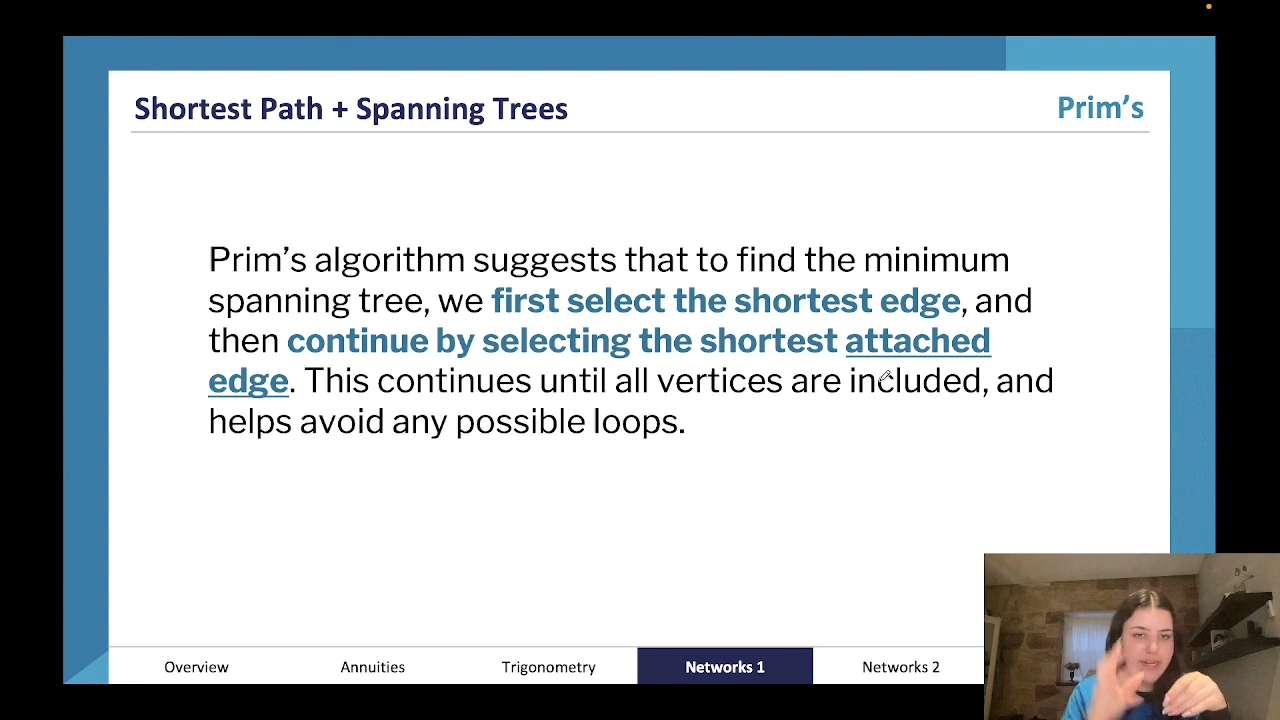 Shortest Path + Spanning Trees
Prim’s
Prim’s algorithm suggests that to find the minimum
spanning tree, we first select the shortest edge, and
then continue by selecting the shortest attached
edge. This continues until all vertices are included, and
helps avoid any possible loops.
Overview
Annuities
Trigonometry
Networks 1
Networks 2